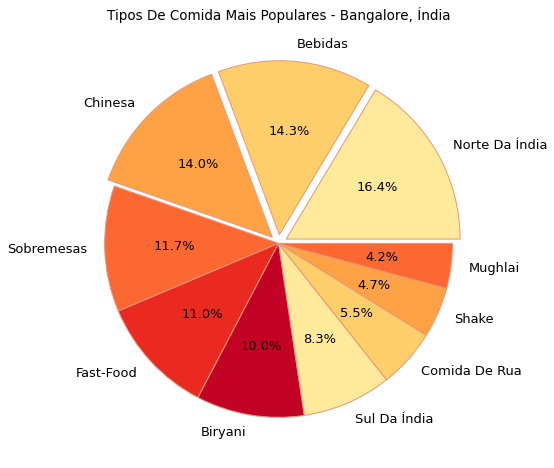 Tipos De Comida Mais Populares - Bangalore, Índia
Bebidas
14.3%
Chinesa
14.0%
Norte Da Índia
16.4%
Sobremesas
11.7%
Fast-Food
11.0%
Biryani
10.0%
Sul Da Índia
8.3%
Comida De Rua
5.5%
Shake
4.7%
Mughlai
4.2%